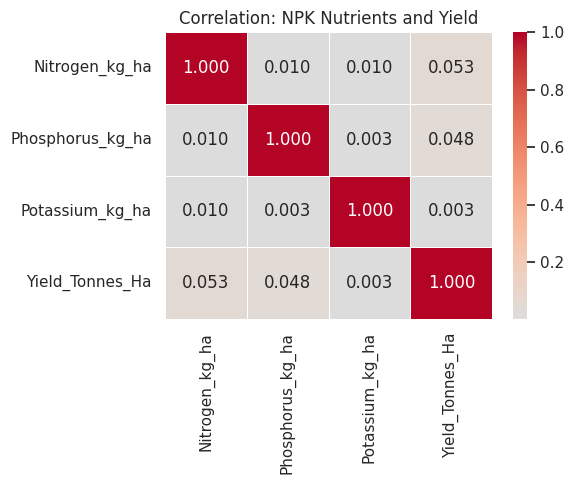 Correlation: NPK Nutrients and Yield
Nitrogen_kg_ha 1.000 0.010 0.010 0.053
Phosphorus_kg_ha 0.010 1.000 0.003 0.048
Potassium_kg_ha 0.010 0.003 1.000 0.003
Yield_Tonnes_Ha 0.053 0.048 0.003 1.000
Nitrogen_kg_ha
Phosphorus_kg_ha
Potassium_kg_ha
Yield_Tonnes_Ha
1.0
0.8
0.6
0.4
0.2